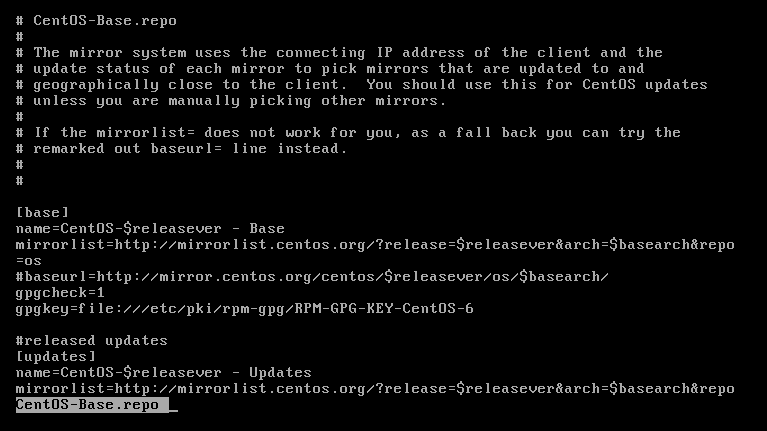 # CentOS-Base.repo
#
# The mirror system uses the connecting IP address of the client and the
# update status of each mirror to pick mirrors that are updated to and
# geographically close to the client.  You should use this for CentOS updates
# unless you are manually picking other mirrors.
#
# If the mirrorlist= does not work for you, as a fall back you can try the
# remarked out baseurl= line instead.
#
#
[base]
name=CentOS-$releasever - Base
mirrorlist=http://mirrorlist.centos.org/?release=$releasever&arch=$basearch&repo
=os
#baseurl=http://mirror.centos.org/centos/$releasever/os/$basearch/
gpgcheck=1
gpgkey=file:///etc/pki/rpm-gpg/RPM-GPG-KEY-CentOS-6
#released updates
[updates]
name=CentOS-$releasever - Updates
mirrorlist=http://mirrorlist.centos.org/?release=$releasever&arch=$basearch&repo
CentOS-Base.repo